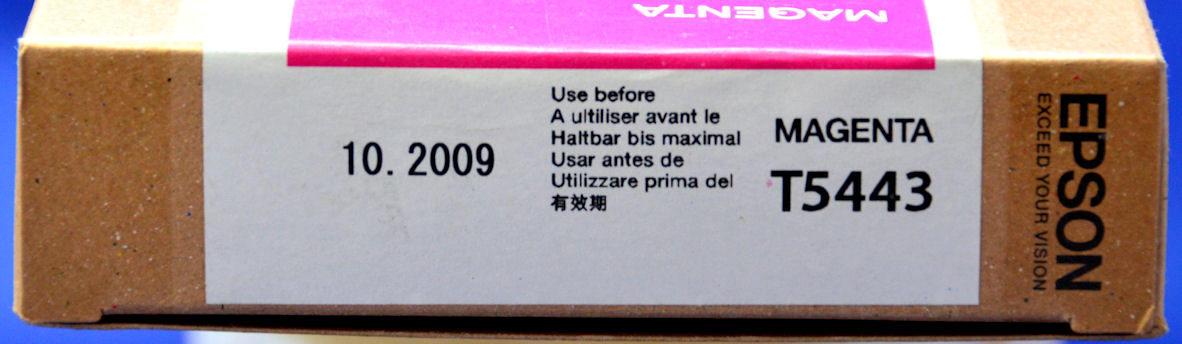 MAGENTA
10. 2009
Use before
A ultiliser avant le
Haltbar bis maximal
Usar antes de
Utilizzare prima del
有效期
MAGENTA
T5443
EPSON
EXCEED YOUR VISION